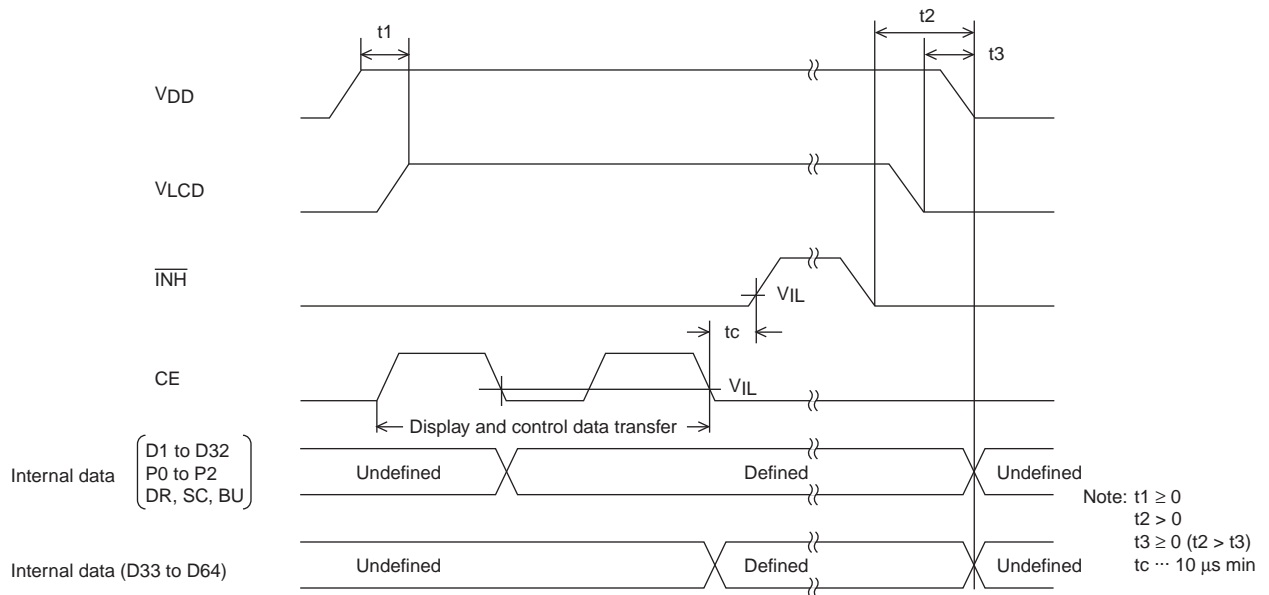 t2
t1
t3
VDD
VLCD
INH
VIL
tc
CE
VIL
Display and control data transfer
D1 to D32
Internal data
P0 to P2
DR, SC, BU
Undefined
Defined
Undefined
Note: t1 ≥ 0
t2 > 0
t3 ≥ 0 (t2 > t3)
tc ··· 10 µs min
Internal data (D33 to D64)
Undefined
Defined
Undefined